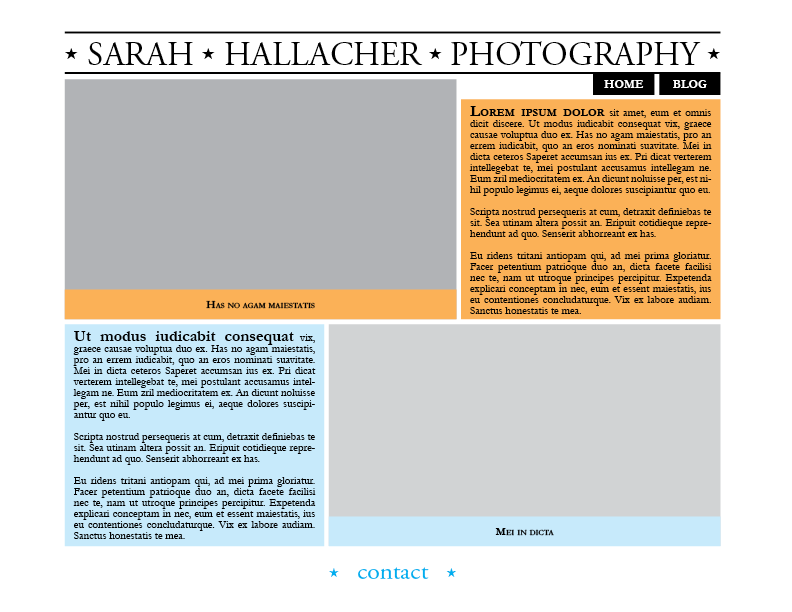 ★ SARAH ★ HALLACHER ★ PHOTOGRAPHY ★
HOME BLOG
LOREM IPSUM DOLOR sit amet, eum et omnis
dicit discere. Ut modus iudicabit consequat vix, graece
causae voluptua duo ex. Has no agam maiestatis, pro an
errem iudicabit, quo an eros nominati suavitate. Mei in
dicta ceteros Saperet accumsan ius ex. Pri dicat verterem
intellegebat te, mei postulant accusamus intellegam ne.
Eum zril mediocritatem ex. An dicunt noluisse per, est ni-
hil populo legimus ei, aeque dolores suscipiantur quo eu.
Scripta nostrud persequeris at cum, detraxit definiebas te
sit. Sea utinam altera possit an. Eripuit cotidieque repre-
hendunt ad quo. Senserit abhorreant ex has.
Eu ridens tritani antiopam qui, ad mei prima gloriatur.
Facer petentium patrioque duo an, dicta facete facilisi
nec te, nam ut utroque principes percipitur. Expetenda
explicari conceptam in nec, eum et essent maiestatis, ius
eu contentiones concludaturque. Vix ex labore audiam.
Sanctus honestatis te mea.
HAS NO AGAM MAIESTATIS
Ut modus iudicabit consequat vix,
graece causae voluptua duo ex. Has no agam maiestatis,
pro an errem iudicabit, quo an eros nominati suavitate.
Mei in dicta ceteros Saperet accumsan ius ex. Pri dicat
verterem intellegebat te, mei postulant accusamus intel-
legam ne. Eum zril mediocritatem ex. An dicunt noluisse
per, est nihil populo legimus ei, aeque dolores suscipi-
antur quo eu.
Scripta nostrud persequeris at cum, detraxit definiebas te
sit. Sea utinam altera possit an. Eripuit cotidieque repre-
hendunt ad quo. Senserit abhorreant ex has.
Eu ridens tritani antiopam qui, ad mei prima gloriatur.
Facer petentium patrioque duo an, dicta facete facilisi
nec te, nam ut utroque principes percipitur. Expetenda
explicari conceptam in nec, eum et essent maiestatis, ius
eu contentiones concludaturque. Vix ex labore audiam.
Sanctus honestatis te mea.
MEI IN DICTA
★ contact ★